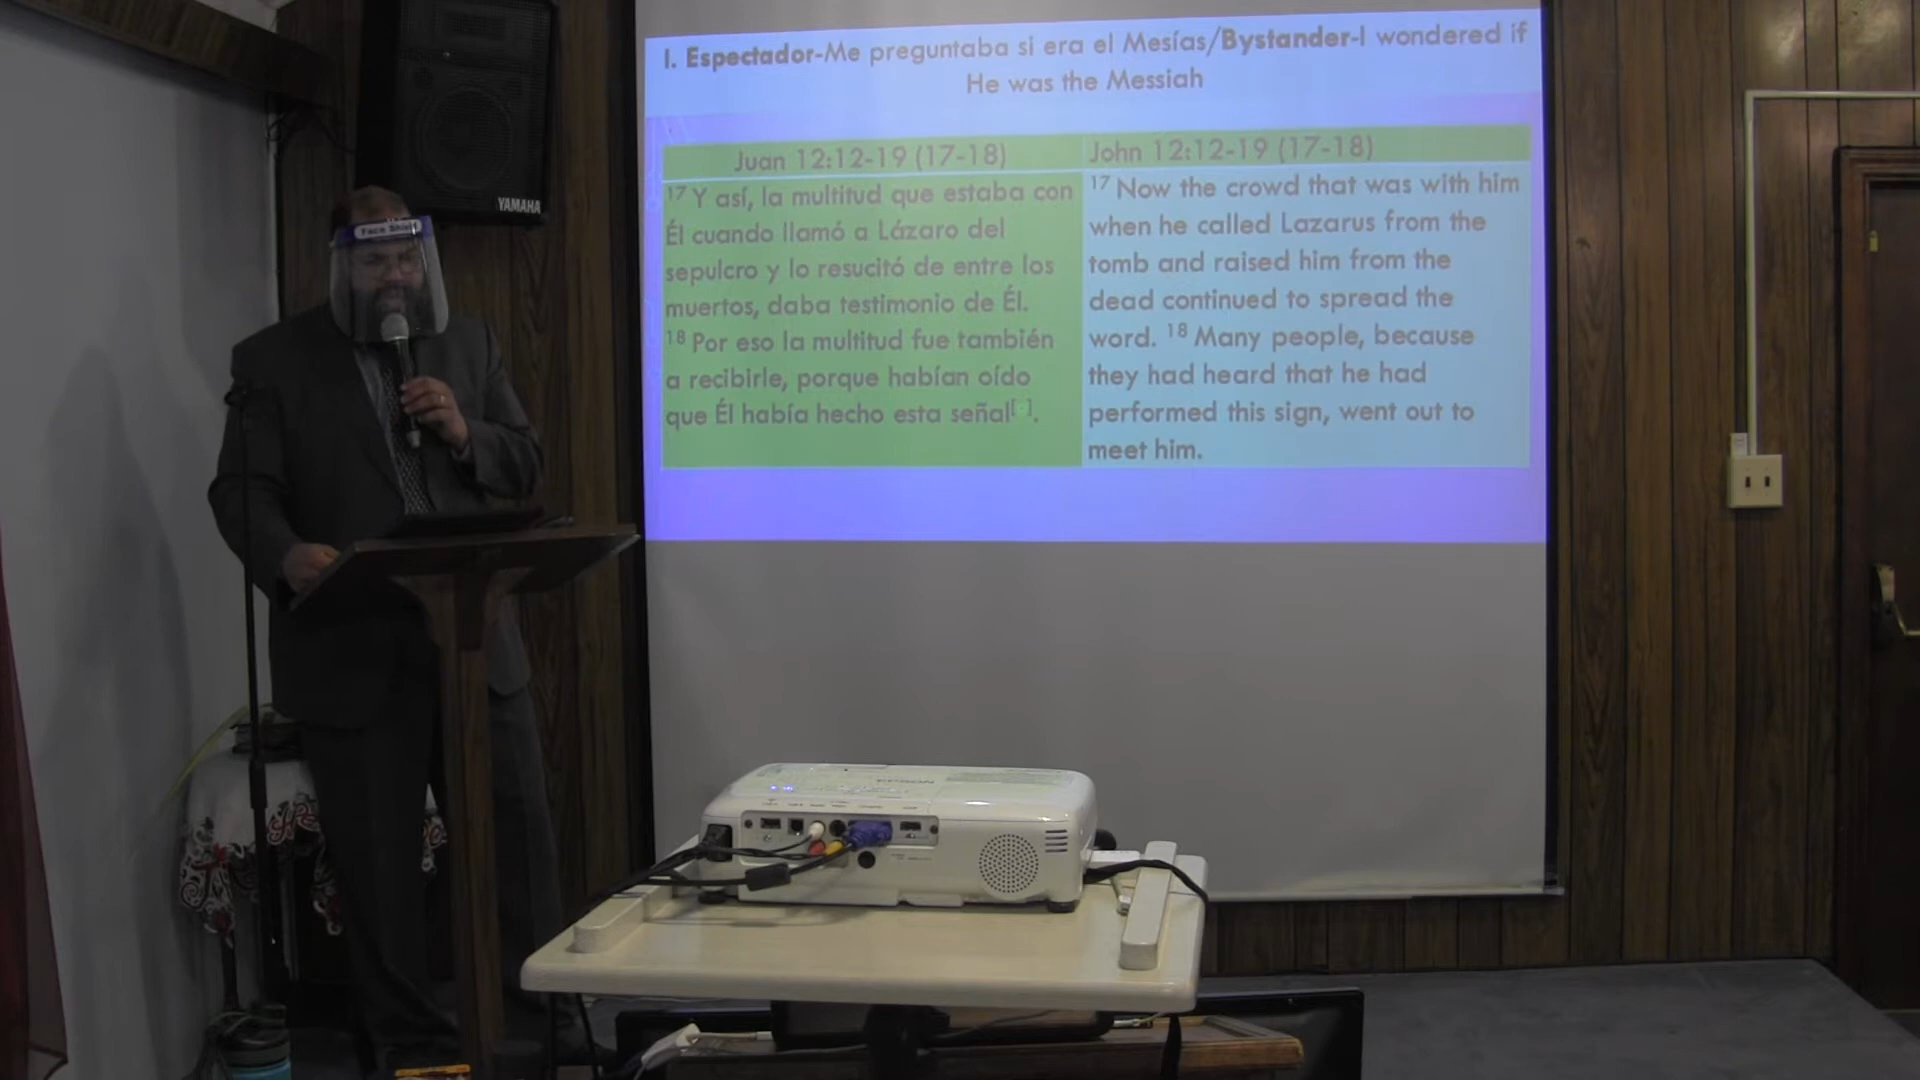 I. Espectador-Me preguntaba si era el Mesías/Bystander-I wondered if
He was the Messiah
Juan 12:12-19 (17-18)
17 Y así, la multitud que estaba con
Él cuando llamó a Lázaro del
sepulcro y lo resucitó de entre los
muertos, daba testimonio de Él.
18 Por eso la multitud fue también
a recibirle, porque habían oído
que Él había hecho esta señal[ ].
John 12:12-19 (17-18)
17 Now the crowd that was with him
when he called Lazarus from the
tomb and raised him from the
dead continued to spread the
word. 18 Many people, because
they had heard that he had
performed this sign, went out to
meet him.
YAMAHA
Face Shield